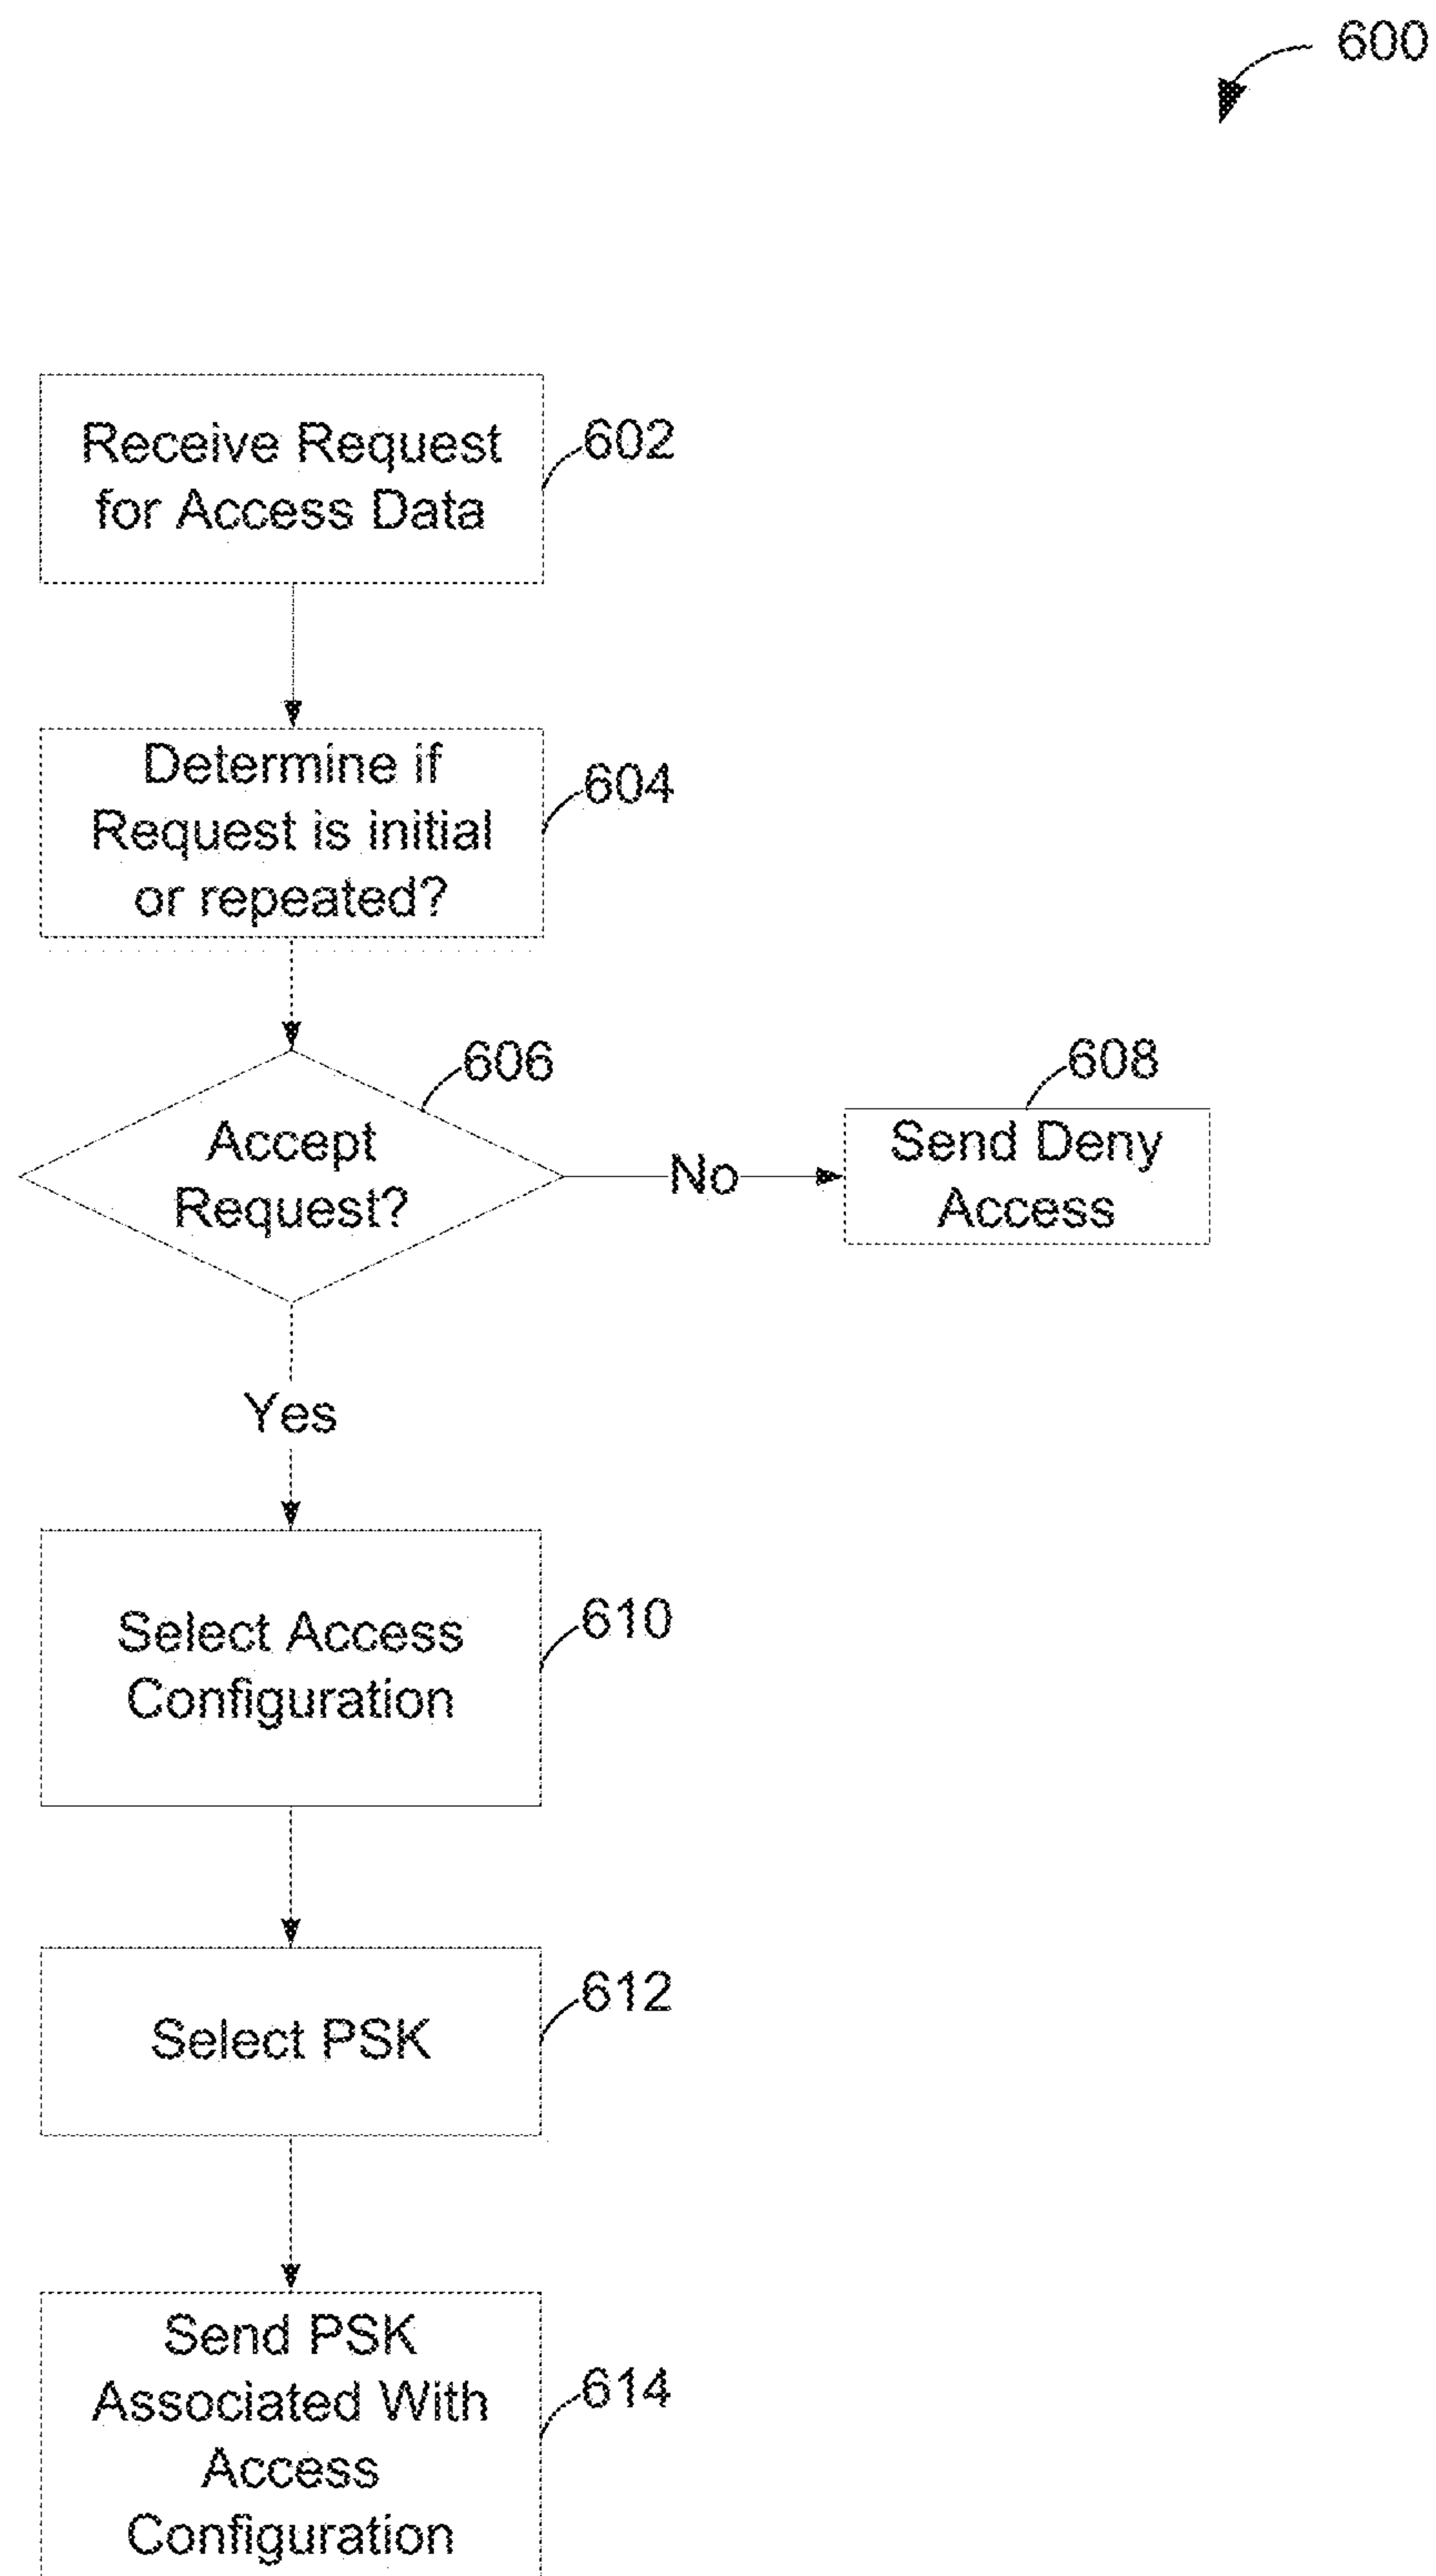 600
Receive Request
for Access Data
602
Determine if
Request is initial
or repeated?
604
606
Accept
Request?
No
608
Send Deny
Access
Yes
Select Access
Configuration
610
Select PSK
612
Send PSK
Associated With
Access
Configuration
614